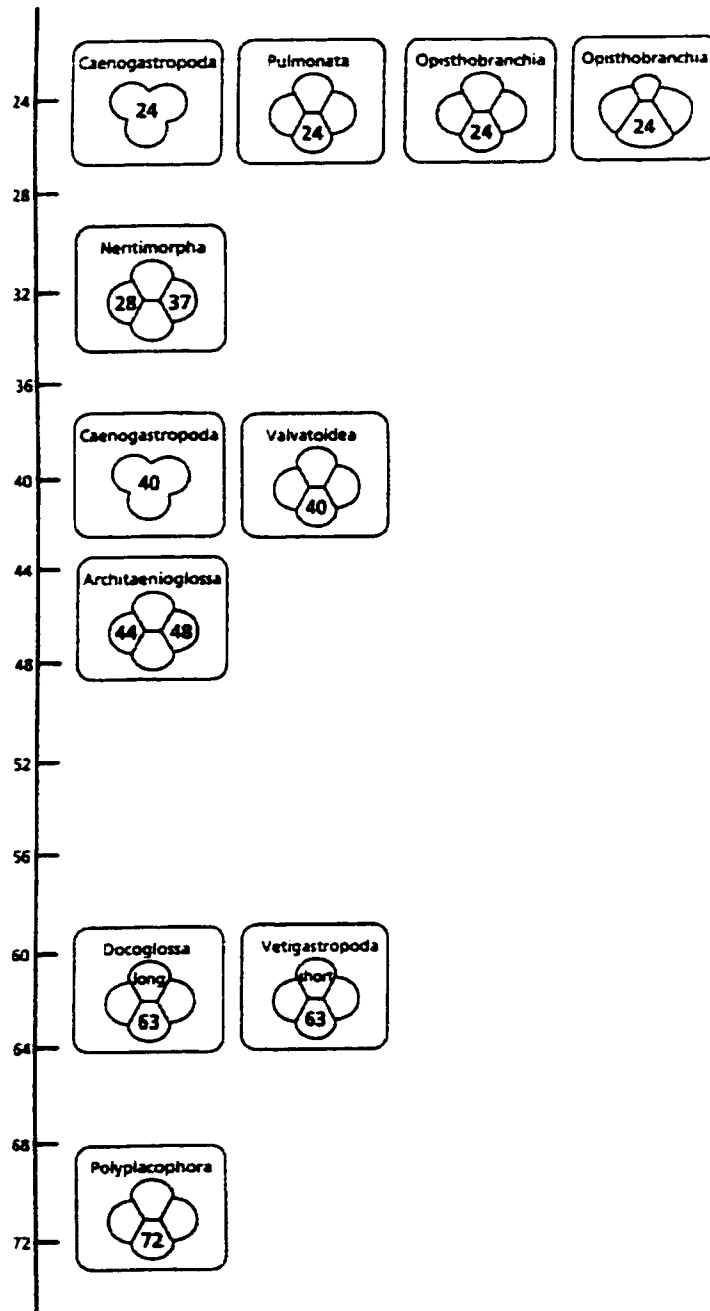 Caenogastropoda Pulmonata Opisthobranchia Opisthobranchia
24 24 24 24 24
28
Neritimorpha
32 28 37
36
Caenogastropoda Valvatoidea
40 40 40
44
Architaenioglossa
44 48
48
52
56
60
Docoglossa Vetigastropoda
long short
63 63
64
68
Polyplacophora
72 72